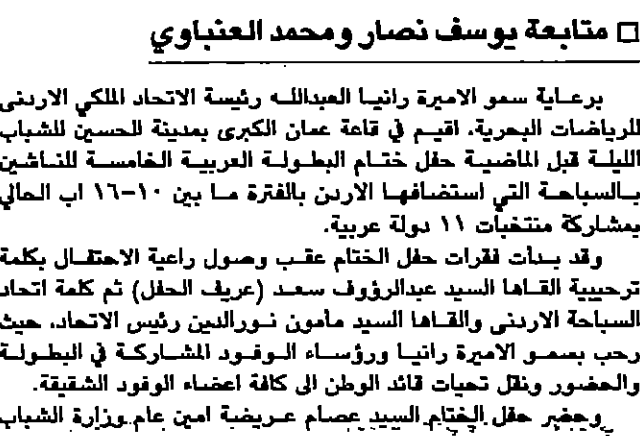 □ متابعة يوسف نصار ومحمد العنباوي
برعاية سمو الاميرة رانيا العبدالله رئيسة الاتحاد الملكي الاردني
للرياضات البحرية، اقيم في قاعة عمان الكبرى بمدينة الحسين للشباب
الليلة قبل الماضية حفل ختام البطولة العربية الخامسة للناشئين
بالسباحة التي استضافها الاردن بالفترة ما بين ١٠-١٦ اب الحالي
بمشاركة منتخبات ١١ دولة عربية.
وقد بدأت فقرات حفل الختام عقب وصول راعية الاحتفال بكلمة
ترحيبية القاها السيد عبدالرؤوف سعد (عريف الحفل) ثم كلمة اتحاد
السباحة الاردني والقاها السيد مأمون نورالدين رئيس الاتحاد، حيث
رحب بسمو الاميرة رانيا ورؤساء الوفود المشاركة في البطولة
والحضور ونقل تحيات قائد الوطن الى كافة اعضاء الوفود الشقيقة.
وحضر حفل الختام السيد عصام عريضة امين عام وزارة الشباب